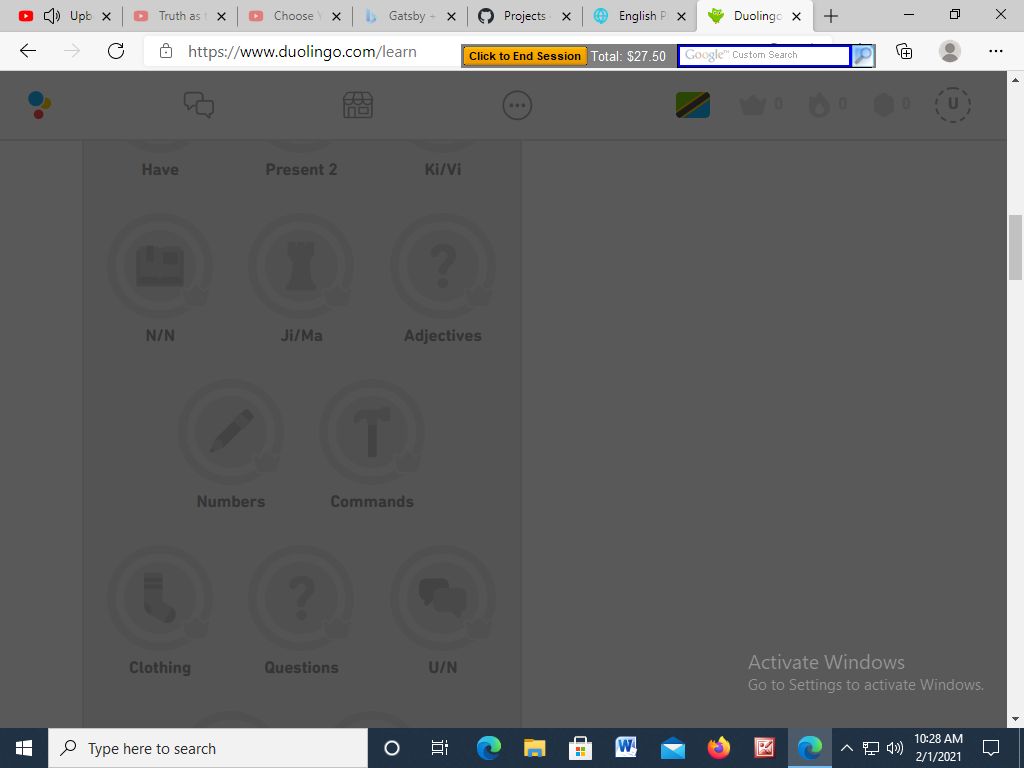 Upb
Truth as
Choose
Gatsby +
Projects
English Pl
Duolingo
https://www.duolingo.com/learn
Click to End Session
Total: $27.50
Google™ Custom Search
0
0
0
U
Have
Present 2
Ki/Vi
N/N
Ji/Ma
Adjectives
Numbers
Commands
Clothing
Questions
U/N
Activate Windows
Go to Settings to activate Windows.
Type here to search
10:28 AM
2/1/2021